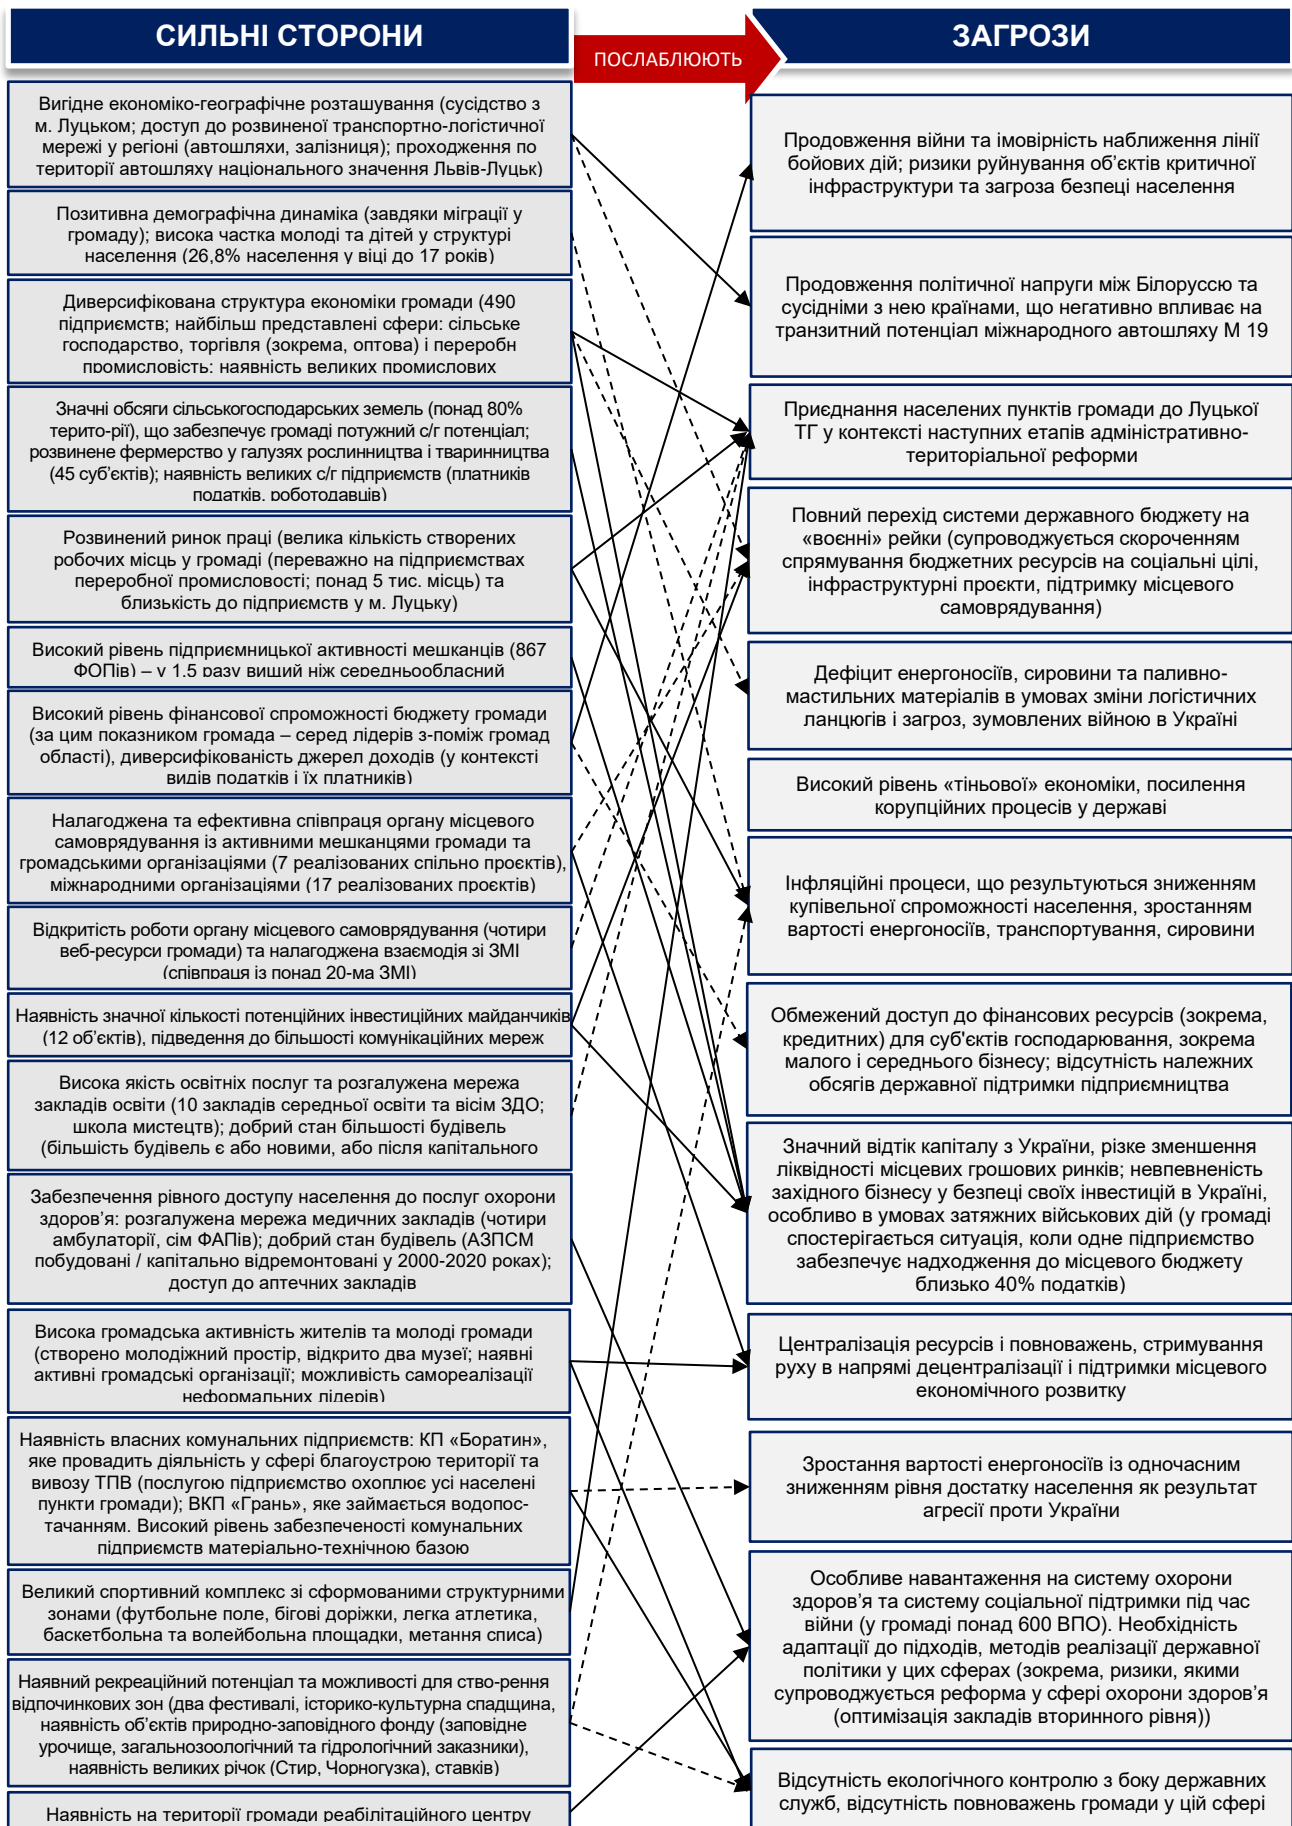 СИЛЬНІ СТОРОНИ
ПОСЛАБЛЮЮТЬ
ЗАГРОЗИ
Вигідне економіко-географічне розташування (сусідство з
м. Луцьком; доступ до розвиненої транспортно-логістичної
мережі у регіоні (автошляхи, залізниця); проходження по
території автошляху національного значення Львів-Луцьк)
Позитивна демографічна динаміка (завдяки міграції у
громаду); висока частка молоді та дітей у структурі
населення (26,8% населення у віці до 17 років)
Диверсифікована структура економіки громади (490
підприємств; найбільш представлені сфери: сільське
господарство, торгівля (зокрема, оптова) і переробн
промисловість; наявність великих промислових
Значні обсяги сільськогосподарських земель (понад 80%
терито-рії), що забезпечує громаді потужний с/г потенціал;
розвинене фермерство у галузях рослинництва і тваринництва
(45 суб’єктів); наявність великих с/г підприємств (платників
податків, роботодавців)
Розвинений ринок праці (велика кількість створених
робочих місць у громаді (переважно на підприємствах
переробної промисловості; понад 5 тис. місць) та
близькість до підприємств у м. Луцьку)
Високий рівень підприємницької активності мешканців (867
ФОПів) – у 1,5 разу вищий ніж середньообласний
Високий рівень фінансової спроможності бюджету громади
(за цим показником громада – серед лідерів з-поміж громад
області), диверсифікованість джерел доходів (у контексті
видів податків і їх платників)
Налагоджена та ефективна співпраця органу місцевого
самоврядування із активними мешканцями громади та
громадськими організаціями (7 реалізованих спільно проєктів),
міжнародними організаціями (17 реалізованих проєктів)
Відкритість роботи органу місцевого самоврядування (чотири
веб-ресурси громади) та налагоджена взаємодія зі ЗМІ
(співпраця із понад 20-ма ЗМІ)
Наявність значної кількості потенційних інвестиційних майданчиків
(12 об’єктів), підведення до більшості комунікаційних мереж
Висока якість освітніх послуг та розгалужена мережа
закладів освіти (10 закладів середньої освіти та вісім ЗДО;
школа мистецтв); добрий стан більшості будівель
(більшість будівель є або новими, або після капітального
Забезпечення рівного доступу населення до послуг охорони
здоров’я: розгалужена мережа медичних закладів (чотири
амбулаторії, сім ФАПів); добрий стан будівель (АЗПСМ
побудовані / капітально відремонтовані у 2000-2020 роках);
доступ до аптечних закладів
Висока громадська активність жителів та молоді громади
(створено молодіжний простір, відкрито два музеї; наявні
активні громадські організації; можливість самореалізації
неформальних лідерів)
Наявність власних комунальних підприємств: КП «Боратин»,
яке провадить діяльність у сфері благоустрою території та
вивозу ТПВ (послугою підприємство охоплює усі населені
пункти громади); ВКП «Грань», яке займається водопос-
тачанням. Високий рівень забезпеченості комунальних
підприємств матеріально-технічною базою
Великий спортивний комплекс зі сформованими структурними
зонами (футбольне поле, бігові доріжки, легка атлетика,
баскетбольна та волейбольна площадки, метання списа)
Наявний рекреаційний потенціал та можливості для ство-рення
відпочинкових зон (два фестивалі, історико-культурна спадщина,
наявність об’єктів природно-заповідного фонду (заповідне
урочище, загальнозоологічний та гідрологічний заказники),
наявність великих річок (Стир, Чорногузка), ставків)
Наявність на території громади реабілітаційного центру
Продовження війни та імовірність наближення лінії
бойових дій; ризики руйнування об’єктів критичної
інфраструктури та загроза безпеці населення
Продовження політичної напруги між Білоруссю та
сусідніми з нею країнами, що негативно впливає на
транзитний потенціал міжнародного автошляху М 19
Приєднання населених пунктів громади до Луцької
ТГ у контексті наступних етапів адміністративно-
територіальної реформи
Повний перехід системи державного бюджету на
«воєнні» рейки (супроводжується скороченням
спрямування бюджетних ресурсів на соціальні цілі,
інфраструктурні проєкти, підтримку місцевого
самоврядування)
Дефіцит енергоносіїв, сировини та паливно-
мастильних матеріалів в умовах зміни логістичних
ланцюгів і загроз, зумовлених війною в Україні
Високий рівень «тіньової» економіки, посилення
корупційних процесів у державі
Інфляційні процеси, що результуються зниженням
купівельної спроможності населення, зростанням
вартості енергоносіїв, транспортування, сировини
Обмежений доступ до фінансових ресурсів (зокрема,
кредитних) для суб'єктів господарювання, зокрема
малого і середнього бізнесу; відсутність належних
обсягів державної підтримки підприємництва
Значний відтік капіталу з України, різке зменшення
ліквідності місцевих грошових ринків; невпевненість
західного бізнесу у безпеці своїх інвестицій в Україні,
особливо в умовах затяжних військових дій (у громаді
спостерігається ситуація, коли одне підприємство
забезпечує надходження до місцевого бюджету
близько 40% податків)
Централізація ресурсів і повноважень, стримування
руху в напрямі децентралізації і підтримки місцевого
економічного розвитку
Зростання вартості енергоносіїв із одночасним
зниженням рівня достатку населення як результат
агресії проти України
Особливе навантаження на систему охорони
здоров’я та систему соціальної підтримки під час
війни (у громаді понад 600 ВПО). Необхідність
адаптації до підходів, методів реалізації державної
політики у цих сферах (зокрема, ризики, якими
супроводжується реформа у сфері охорони здоров’я
(оптимізація закладів вторинного рівня))
Відсутність екологічного контролю з боку державних
служб, відсутність повноважень громади у цій сфері